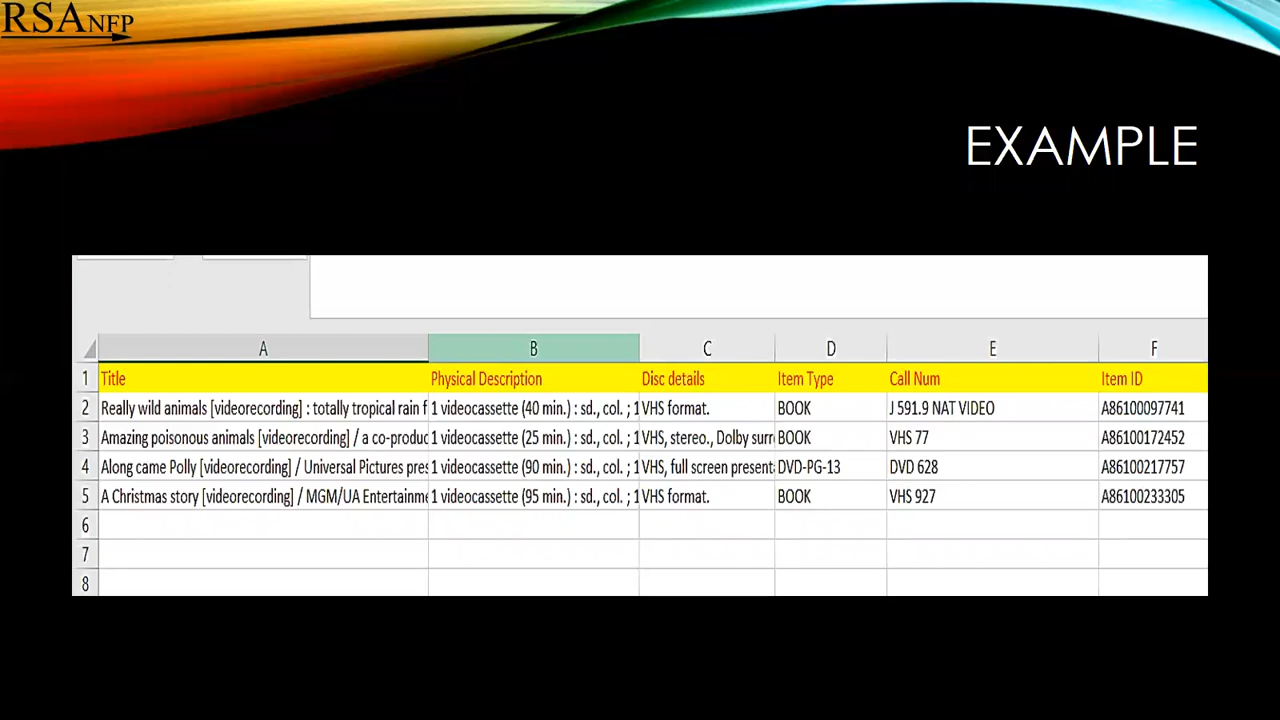 RSANFP
EXAMPLE
A B C D E F
1 Title Physical Description Disc details Item Type Call Num Item ID
2 Really wild animals [videorecording] : totally tropical rain f 1 videocassette (40 min.) : sd., col. ; 1 VHS format. BOOK J 591.9 NAT VIDEO A86100097741
3 Amazing poisonous animals [videorecording] / a co-produc 1 videocassette (25 min.) : sd., col. ; 1 VHS, stereo., Dolby surr BOOK VHS 77 A86100172452
4 Along came Polly [videorecording] / Universal Pictures pres 1 videocassette (90 min.) : sd., col. ; 1 VHS, full screen present DVD-PG-13 DVD 628 A86100217757
5 A Christmas story [videorecording] / MGM/UA Entertainme 1 videocassette (95 min.) : sd., col. ; 1 VHS format. BOOK VHS 927 A86100233305
6
7
8